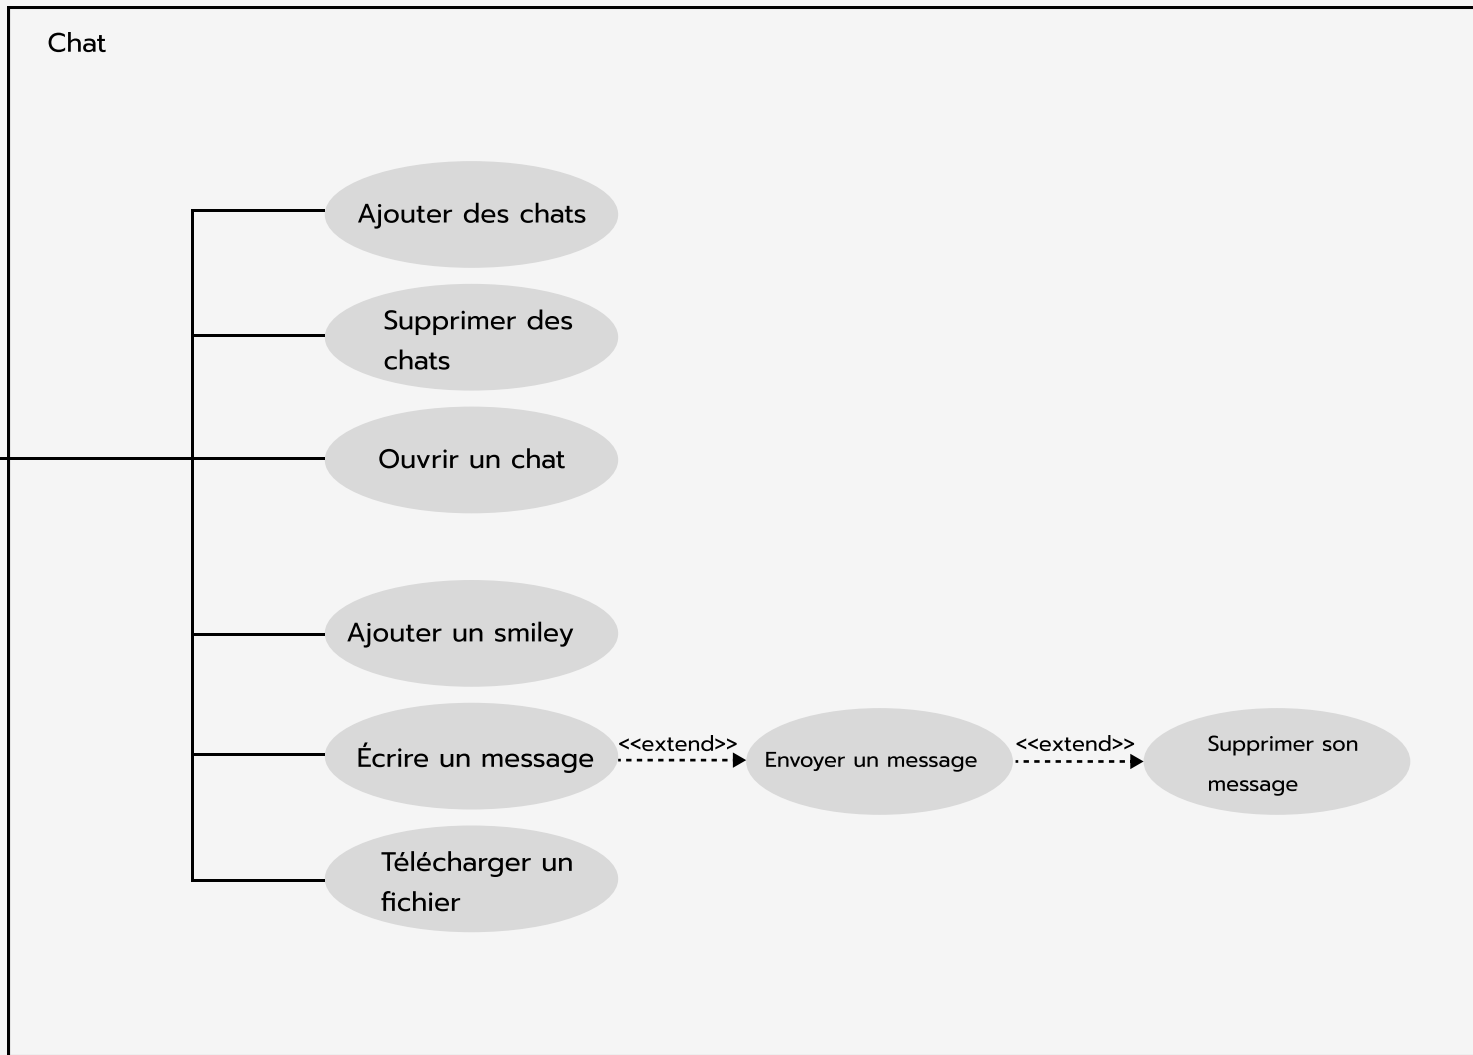 Chat
Ajouter des chats
Supprimer des
chats
Ouvrir un chat
Ajouter un smiley
Écrire un message
<<extend>>
Envoyer un message
<<extend>>
Supprimer son
message
Télécharger un
fichier